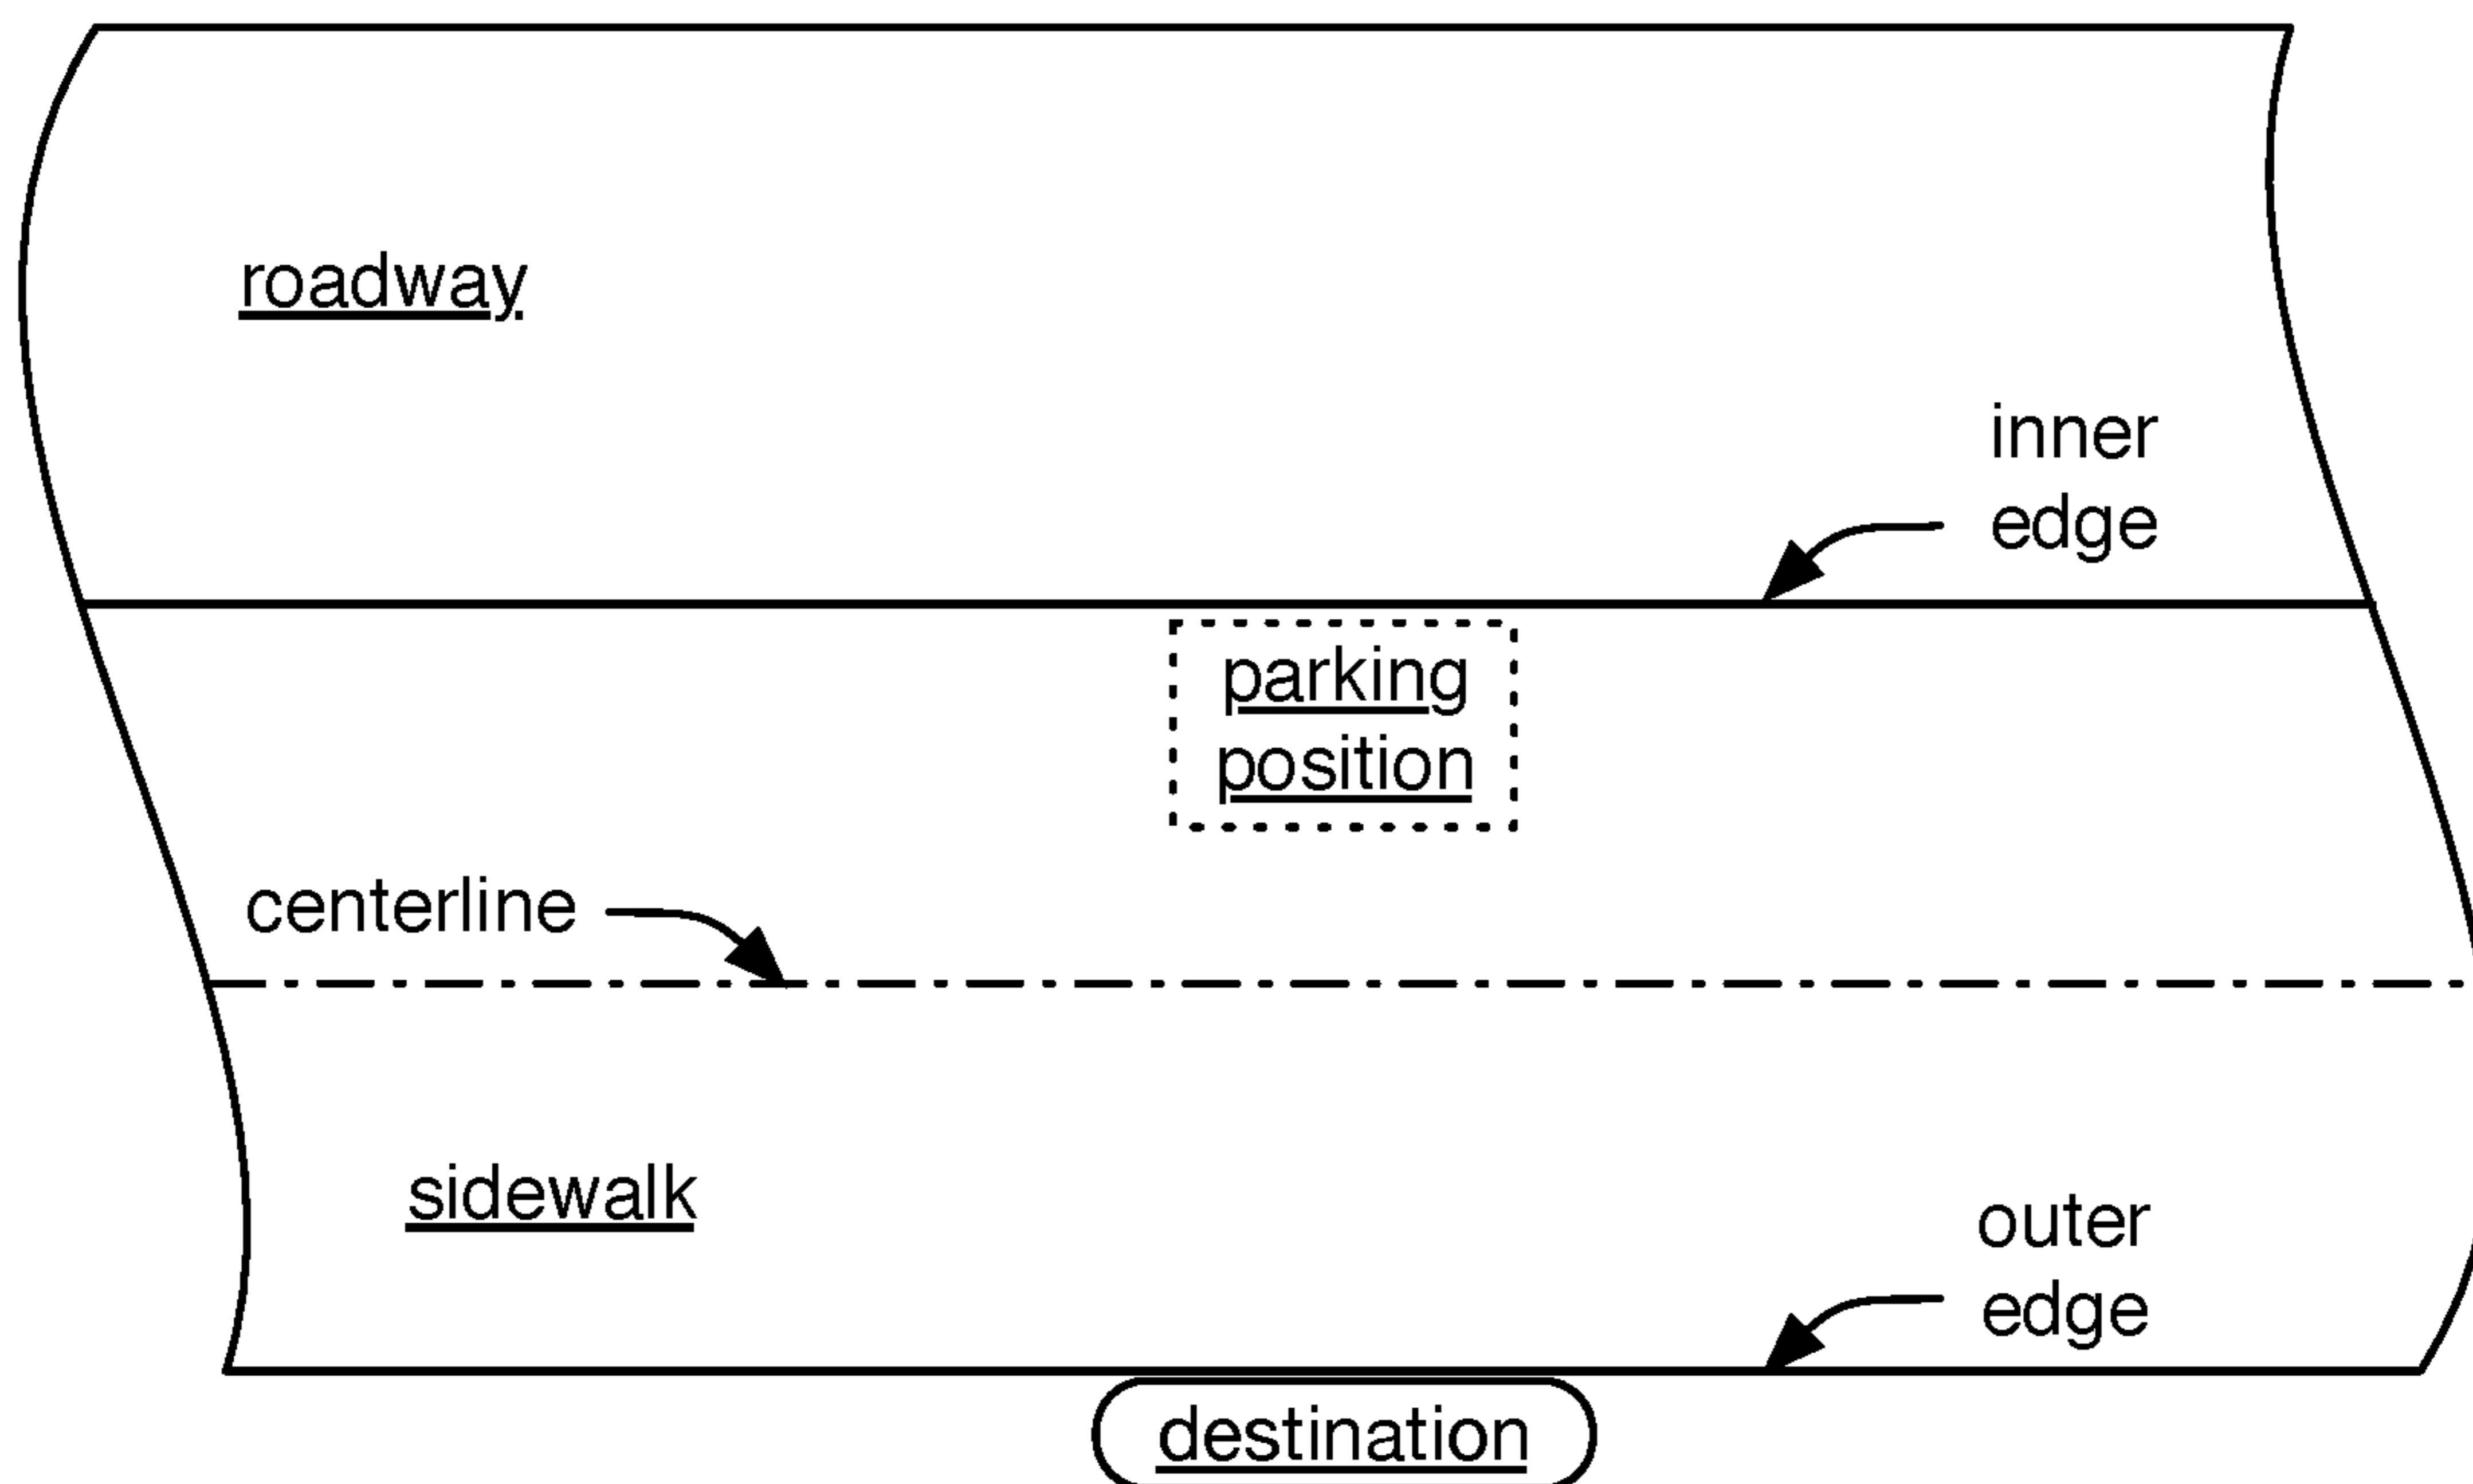 roadway
inner
edge
parking
position
centerline
sidewalk
outer
edge
destination